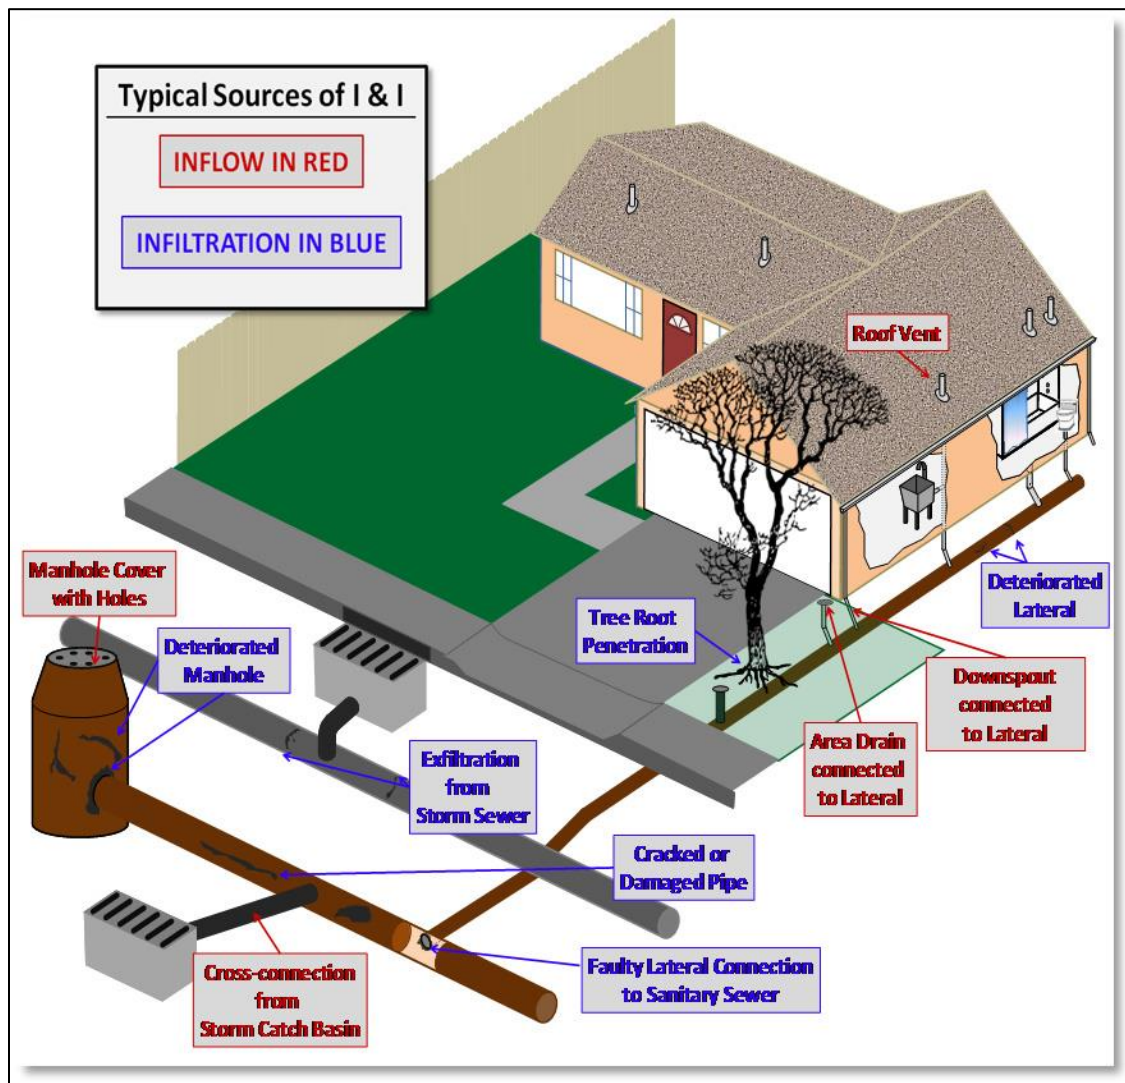 Typical Sources of I & I
INFLOW IN RED
INFILTRATION IN BLUE
Roof Vent
Manhole Cover
with Holes
Deteriorated
Manhole
Tree Root
Penetration
Deteriorated
Lateral
Downspout
connected
to Lateral
Area Drain
connected
to Lateral
Exfiltration
from
Storm Sewer
Cracked or
Damaged Pipe
Cross-connection
from
Storm Catch Basin
Faulty Lateral Connection
to Sanitary Sewer